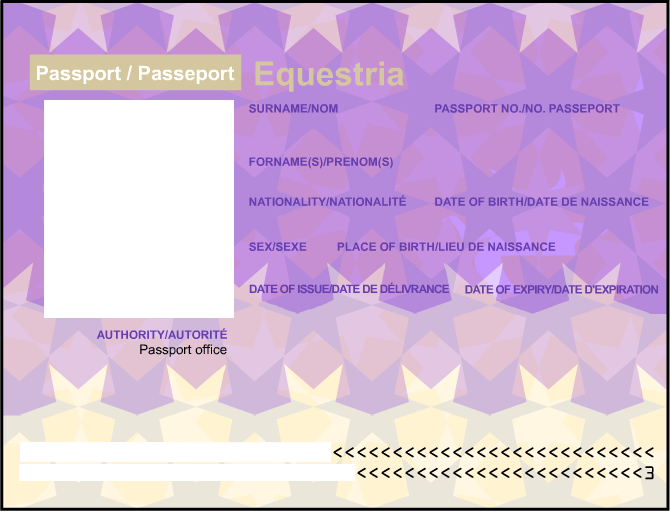 Passport / Passeport
Equestria
SURNAME/NOM
PASSPORT NO./NO. PASSEPORT
FORNAME(S)/PRENOM(S)
NATIONALITY/NATIONALITÉ
DATE OF BIRTH/DATE DE NAISSANCE
SEX/SEXE
PLACE OF BIRTH/LIEU DE NAISSANCE
DATE OF ISSUE/DATE DE DÉLIVRANCE
DATE OF EXPIRY/DATE D'EXPIRATION
AUTHORITY/AUTORITÉ
Passport office
<<<<<<<<<<<<<<<<<<<<<<<<<<<
<<<<<<<<<<<<<<<<<<<<<<<<3